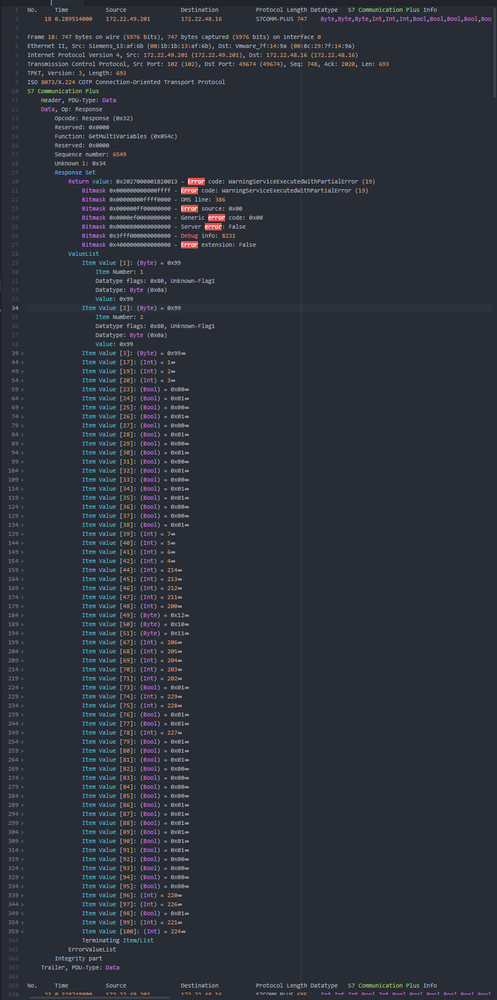 1 No. Time Source Destination Protocol Length Datatype S7 Communication Plus Info
2 18 0.289514000 172.22.49.201 172.22.48.16 S7COMM-PLUS 747 Byte,Byte,Byte,Int,Int,Int,Bool,Bool,Bool,Bool,Boo
3
4 Frame 18: 747 bytes on wire (5976 bits), 747 bytes captured (5976 bits) on interface 0
5 Ethernet II, Src: Siemens_13:af:6b (00:1b:1b:13:af:6b), Dst: Vmware_7f:14:9a (00:0c:29:7f:14:9a)
6 Internet Protocol Version 4, Src: 172.22.49.201 (172.22.49.201), Dst: 172.22.48.16 (172.22.48.16)
7 Transmission Control Protocol, Src Port: 102 (102), Dst Port: 49674 (49674), Seq: 748, Ack: 2020, Len: 693
8 TPKT, Version: 3, Length: 693
9 ISO 8073/X.224 COTP Connection-Oriented Transport Protocol
10 S7 Communication Plus
11 Header, PDU-Type: Data
12 Data, Op: Response
13 Opcode: Response (0x32)
14 Reserved: 0x0000
15 Function: GetMultiVariables (0x054c)
16 Reserved: 0x0000
17 Sequence number: 6549
18 Unknown 1: 0x34
19 Response Set
20 Return value: 0x2027000001820013 - Error code: WarningServiceExecutedWithPartialError (19)
21 Bitmask 0x000000000000ffff - Error code: WarningServiceExecutedWithPartialError (19)
22 Bitmask 0x00000000ffff0000 - OMS line: 386
23 Bitmask 0x000000ff00000000 - Error source: 0x00
24 Bitmask 0x0000ef0000000000 - Generic error code: 0x00
25 Bitmask 0x0000800000000000 - Server error: False
26 Bitmask 0x3fff000000000000 - Debug info: 8231
27 Bitmask 0x4000000000000000 - Error extension: False
28 ValueList
29 Item Value [1]: (Byte) = 0x99
30 Item Number: 1
31 Datatype flags: 0x80, Unknown-Flag1
32 Datatype: Byte (0x0a)
33 Value: 0x99
34 Item Value [2]: (Byte) = 0x99
35 Item Number: 2
36 Datatype flags: 0x80, Unknown-Flag1
37 Datatype: Byte (0x0a)
38 Value: 0x99
39 Item Value [3]: (Byte) = 0x99
44 Item Value [17]: (Int) = 1
49 Item Value [19]: (Int) = 2
54 Item Value [20]: (Int) = 3
59 Item Value [23]: (Bool) = 0x00
64 Item Value [24]: (Bool) = 0x01
69 Item Value [25]: (Bool) = 0x00
74 Item Value [26]: (Bool) = 0x01
79 Item Value [27]: (Bool) = 0x00
84 Item Value [28]: (Bool) = 0x01
89 Item Value [29]: (Bool) = 0x00
94 Item Value [30]: (Bool) = 0x01
99 Item Value [31]: (Bool) = 0x00
104 Item Value [32]: (Bool) = 0x01
109 Item Value [33]: (Bool) = 0x00
114 Item Value [34]: (Bool) = 0x01
119 Item Value [35]: (Bool) = 0x01
124 Item Value [36]: (Bool) = 0x00
129 Item Value [37]: (Bool) = 0x00
134 Item Value [38]: (Bool) = 0x01
139 Item Value [39]: (Int) = 7
144 Item Value [40]: (Int) = 5
149 Item Value [41]: (Int) = 6
154 Item Value [42]: (Int) = 4
159 Item Value [44]: (Int) = 214
164 Item Value [45]: (Int) = 213
169 Item Value [46]: (Int) = 212
174 Item Value [47]: (Int) = 211
179 Item Value [48]: (Int) = 200
184 Item Value [49]: (Byte) = 0x12
189 Item Value [50]: (Byte) = 0x10
194 Item Value [51]: (Byte) = 0x11
199 Item Value [67]: (Int) = 206
204 Item Value [68]: (Int) = 205
209 Item Value [69]: (Int) = 204
214 Item Value [70]: (Int) = 203
219 Item Value [71]: (Int) = 202
224 Item Value [73]: (Bool) = 0x01
229 Item Value [74]: (Int) = 229
234 Item Value [75]: (Int) = 228
239 Item Value [76]: (Bool) = 0x01
244 Item Value [77]: (Bool) = 0x01
249 Item Value [78]: (Int) = 227
254 Item Value [79]: (Bool) = 0x01
259 Item Value [80]: (Bool) = 0x01
264 Item Value [81]: (Bool) = 0x01
269 Item Value [82]: (Bool) = 0x00
274 Item Value [83]: (Bool) = 0x00
279 Item Value [84]: (Bool) = 0x00
284 Item Value [85]: (Bool) = 0x00
289 Item Value [86]: (Bool) = 0x01
294 Item Value [87]: (Bool) = 0x01
299 Item Value [88]: (Bool) = 0x01
304 Item Value [89]: (Bool) = 0x01
309 Item Value [90]: (Bool) = 0x01
314 Item Value [91]: (Bool) = 0x01
319 Item Value [92]: (Bool) = 0x00
324 Item Value [93]: (Bool) = 0x00
329 Item Value [94]: (Bool) = 0x00
334 Item Value [95]: (Bool) = 0x00
339 Item Value [96]: (Int) = 220
344 Item Value [97]: (Int) = 226
349 Item Value [98]: (Bool) = 0x01
354 Item Value [99]: (Int) = 221
359 Item Value [100]: (Int) = 224
364 Terminating Item/List
365 ErrorValueList
366 Integrity part
367 Trailer, PDU-Type: Data
368
369 No. Time Source Destination Protocol Length Datatype S7 Communication Plus Info
370 23 0.328748000 172.22.49.201 172.22.48.16 S7COMM-PLUS 685 Int,Int,Int,Bool,Int,Bool,Bool,Bool,Bool,Bool,Bool